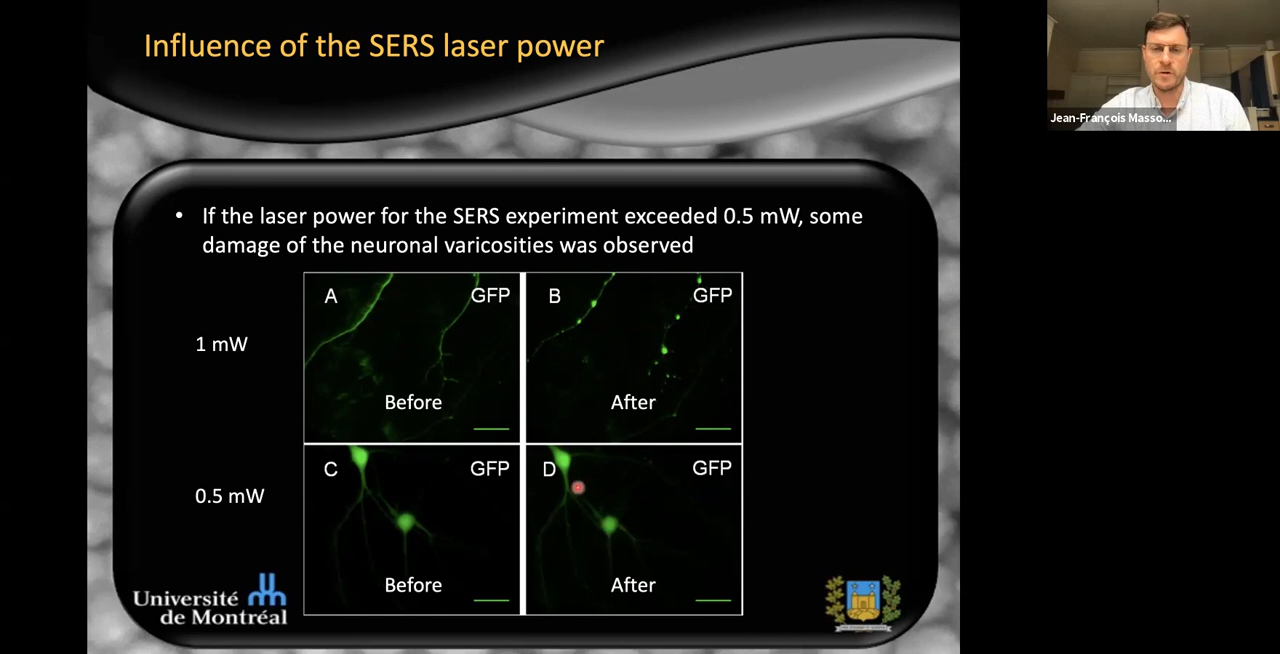 Influence of the SERS laser power
Jean-François Masso...
• If the laser power for the SERS experiment exceeded 0.5 mW, some
damage of the neuronal varicosities was observed
A GFP B GFP
1 mW
Before After
C GFP D GFP
0.5 mW
Before After
Université
de Montréal